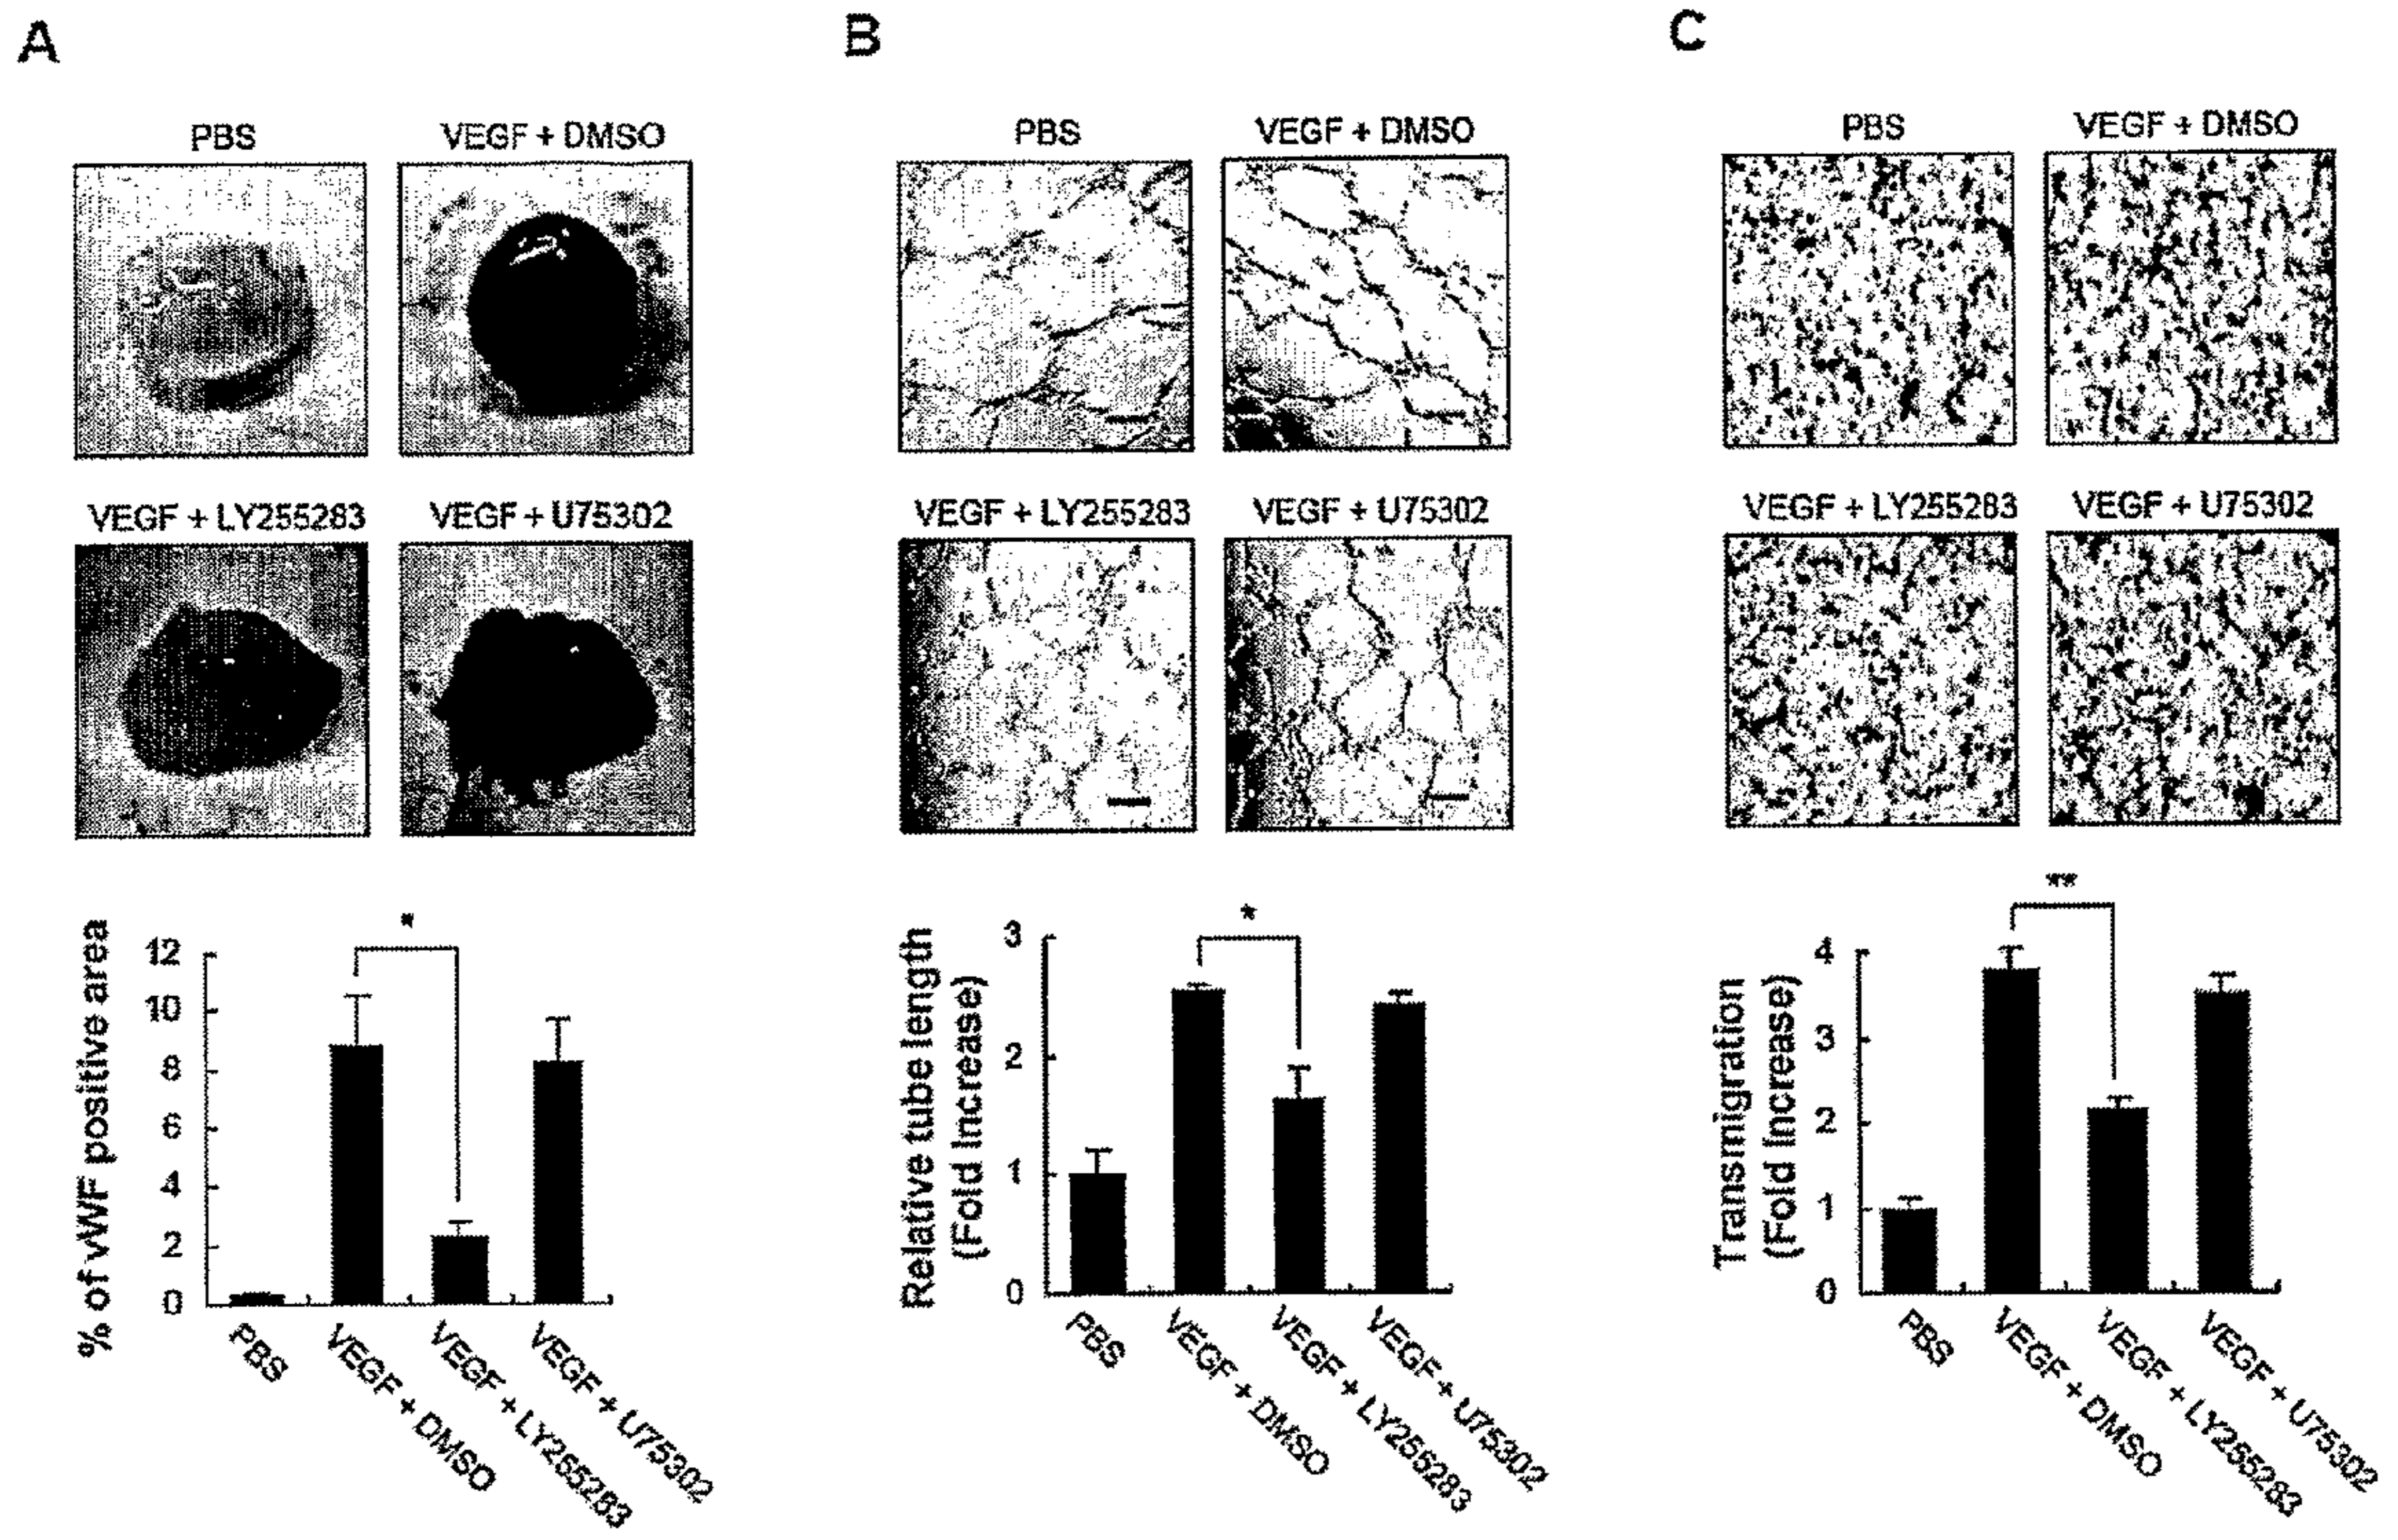 A
PBS
VEGF + DMSO
VEGF + LY255283
VEGF + U75302
*
% of vWF positive area
12
10
8
6
4
2
0
PBS
VEGF + DMSO
VEGF + LY255283
VEGF + U75302
B
PBS
VEGF + DMSO
VEGF + LY255283
VEGF + U75302
*
Relative tube length
(Fold Increase)
3
2
1
0
PBS
VEGF + DMSO
VEGF + LY255283
VEGF + U75302
C
PBS
VEGF + DMSO
VEGF + LY255283
VEGF + U75302
**
Transmigration
(Fold Increase)
4
3
2
1
0
PBS
VEGF + DMSO
VEGF + LY255283
VEGF + U75302